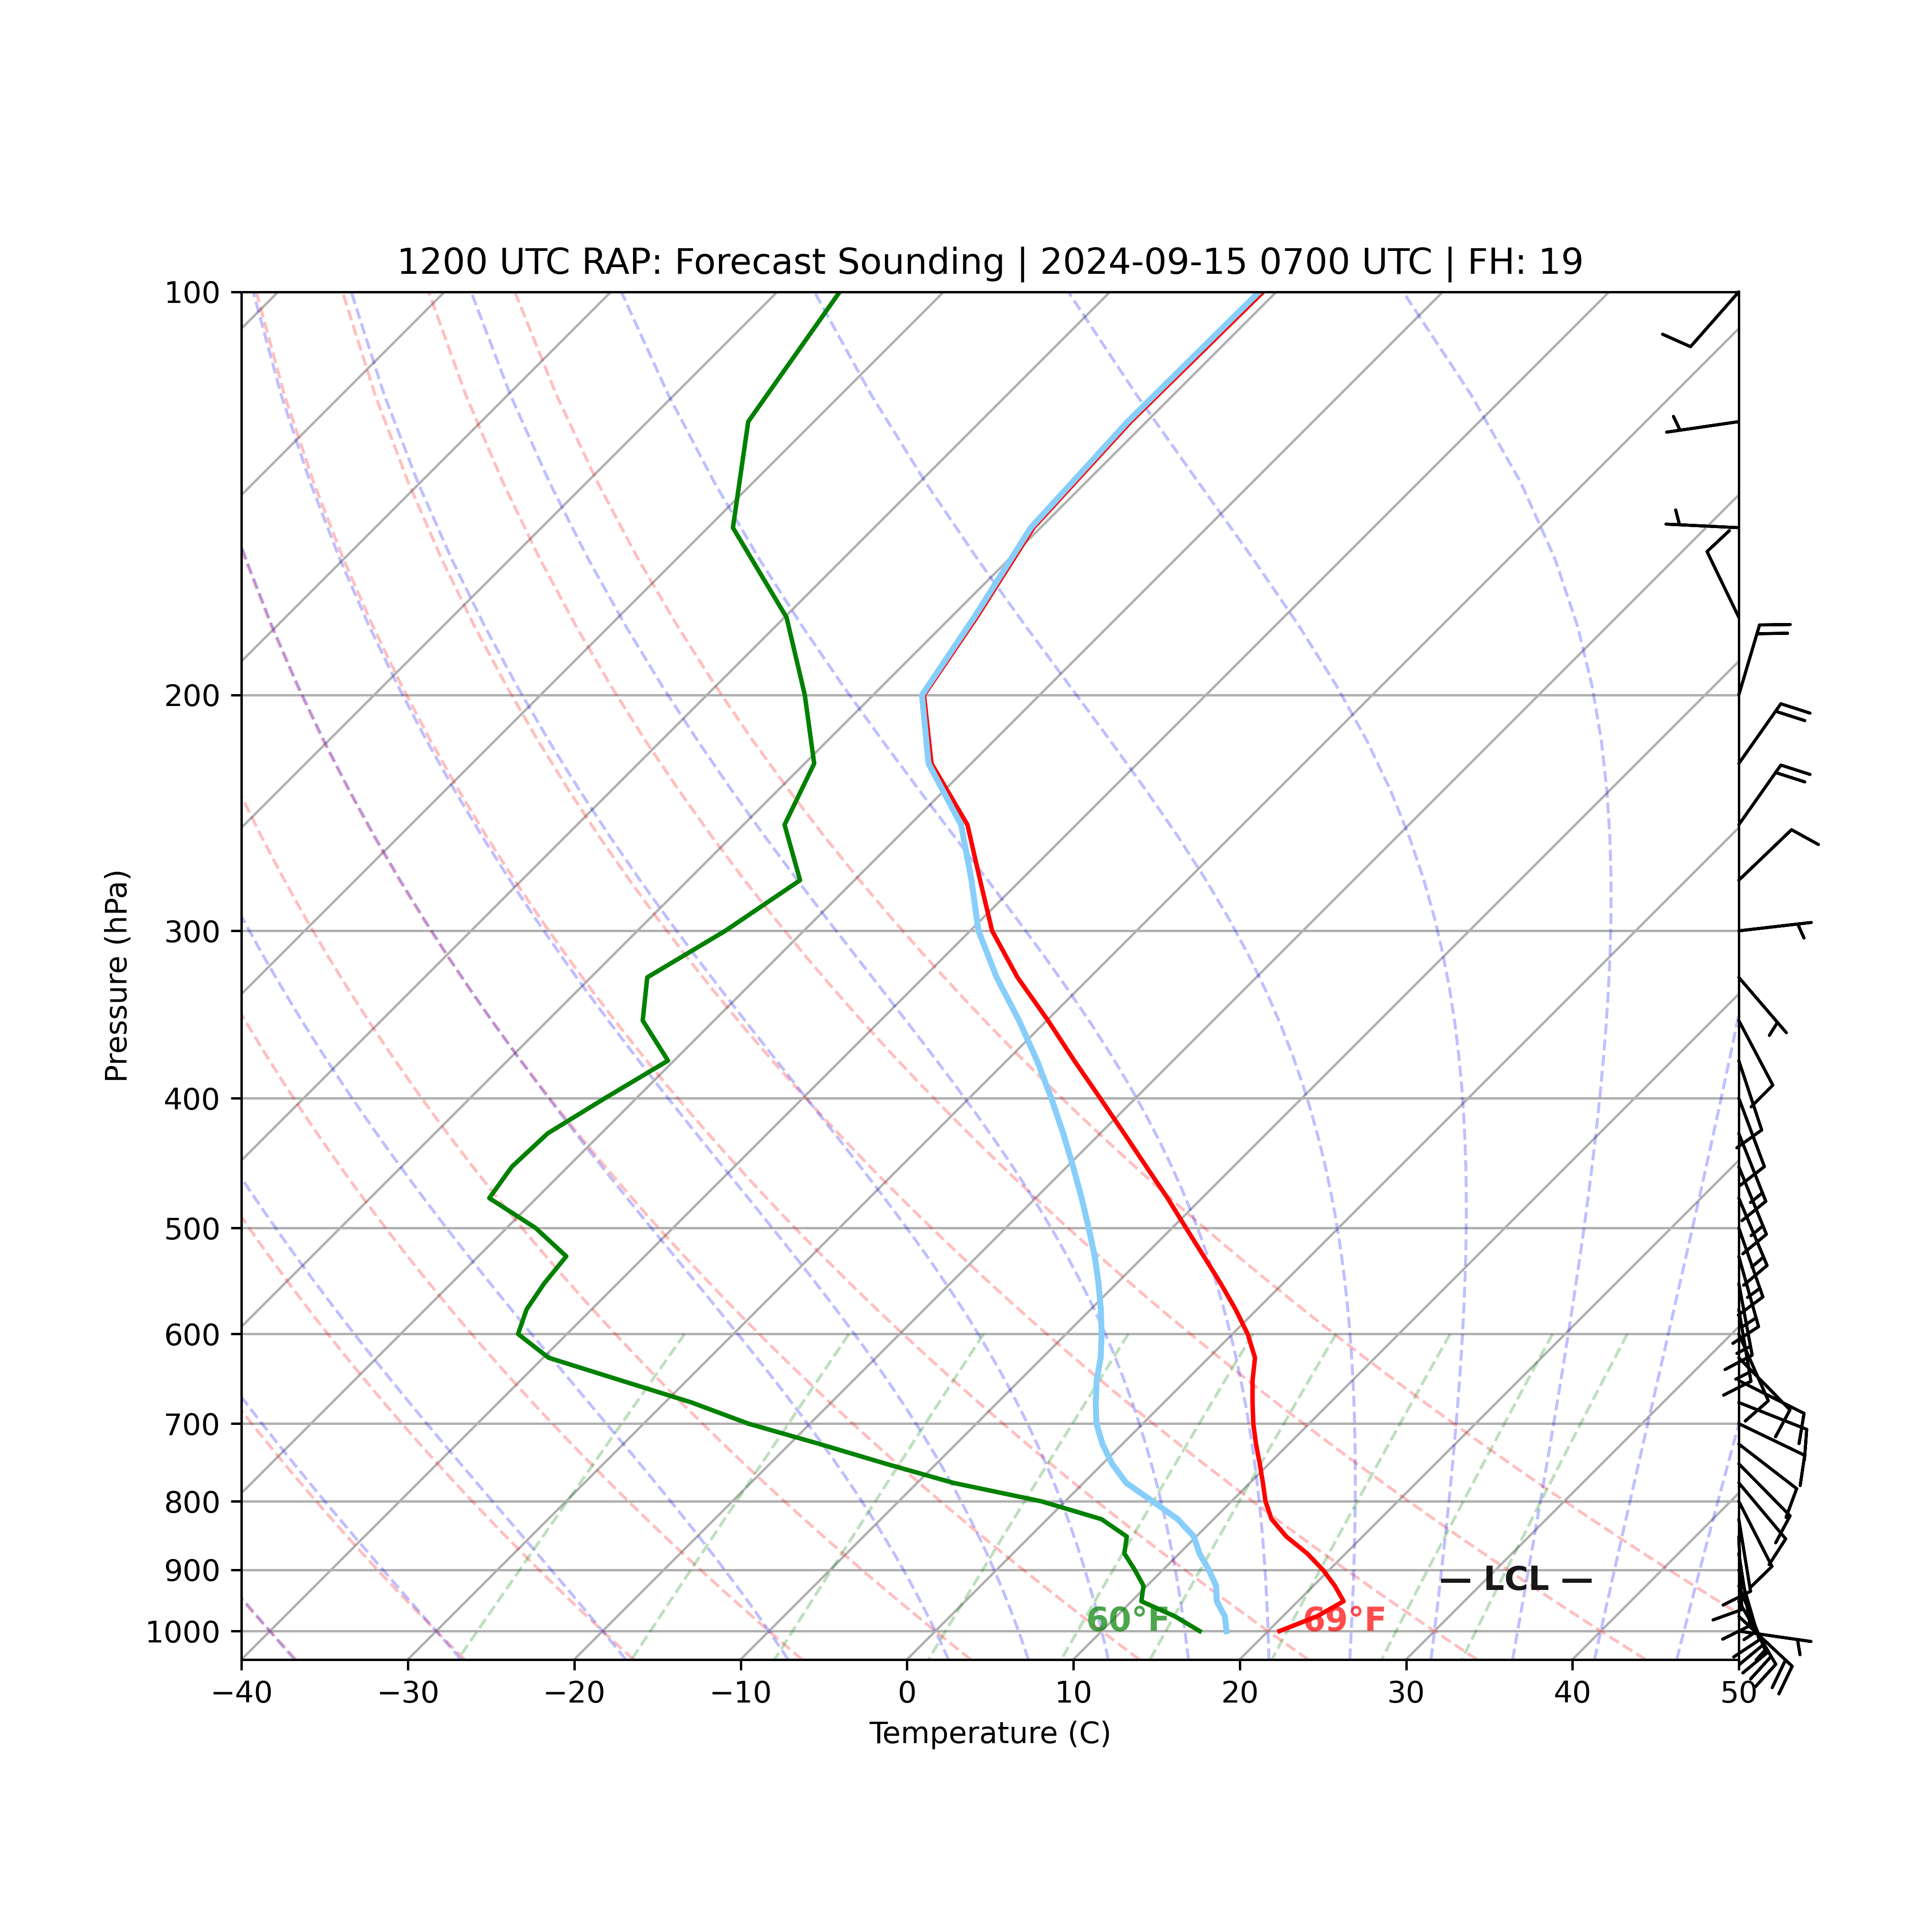 1200 UTC RAP: Forecast Sounding | 2024-09-15 0700 UTC | FH: 19
100
200
300
400
500
600
700
800
900
1000
Pressure (hPa)
— LCL —
60°F
69°F
−40 −30 −20 −10 0 10 20 30 40 50
Temperature (C)